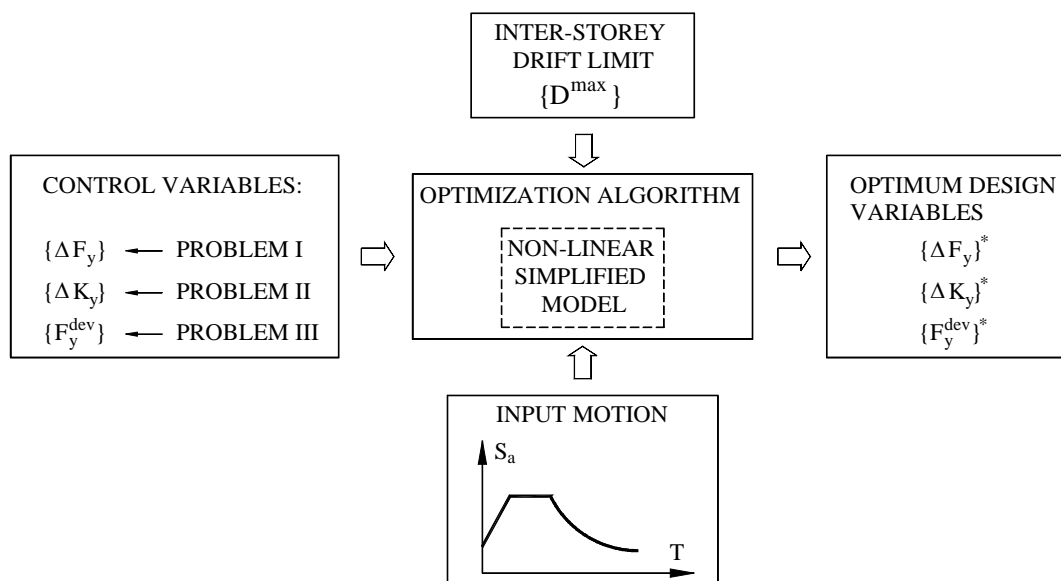 INTER-STOREY
DRIFT LIMIT
{D^max}
CONTROL VARIABLES:
{ΔF_y} ← PROBLEM I
{ΔK_y} ← PROBLEM II
{F_y^dev} ← PROBLEM III
OPTIMIZATION ALGORITHM
NON-LINEAR
SIMPLIFIED
MODEL
OPTIMUM DESIGN
VARIABLES
{ΔF_y}^*
{ΔK_y}^*
{F_y^dev}^*
INPUT MOTION
S_a
T